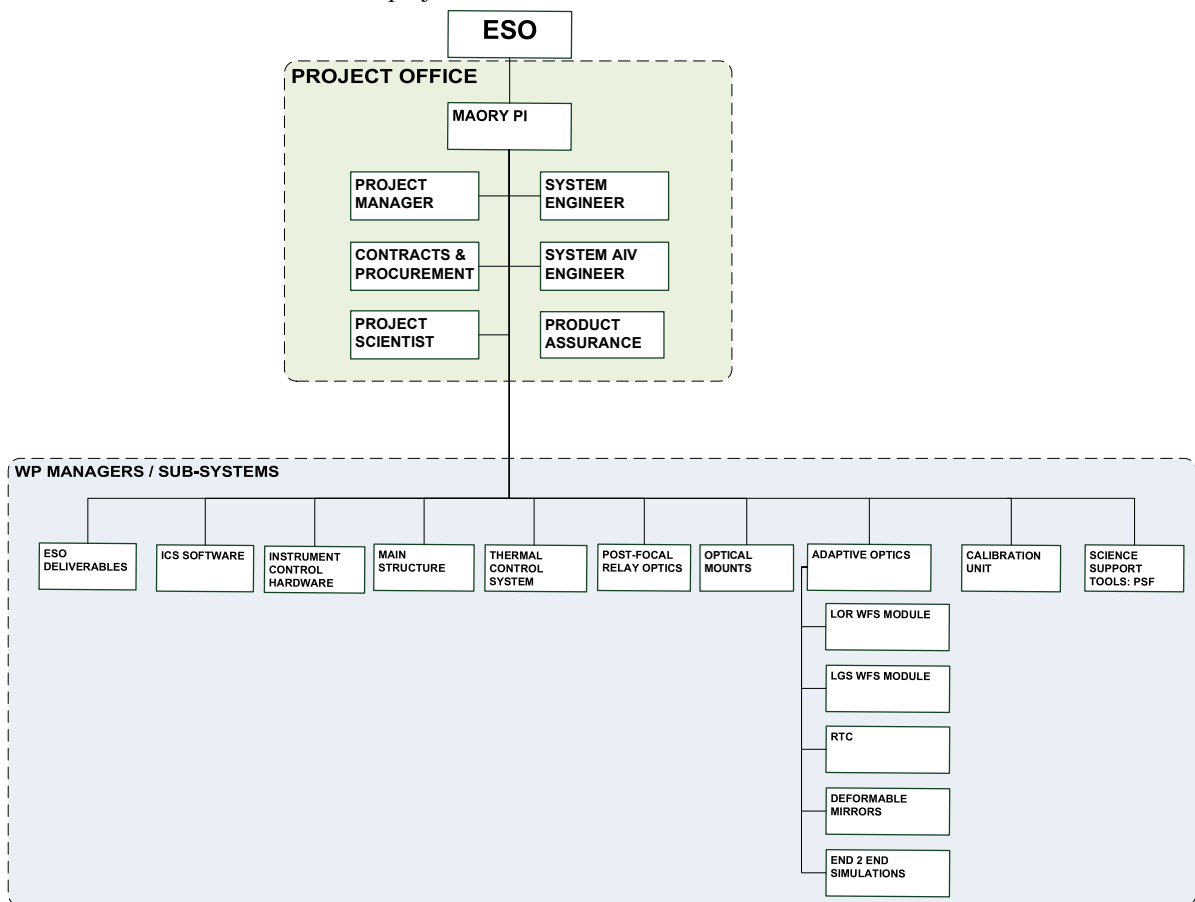 ESO
PROJECT OFFICE
MAORY PI
PROJECT
MANAGER
SYSTEM
ENGINEER
CONTRACTS &
PROCUREMENT
SYSTEM AIV
ENGINEER
PROJECT
SCIENTIST
PRODUCT
ASSURANCE
WP MANAGERS / SUB-SYSTEMS
ESO
DELIVERABLES
ICS SOFTWARE
INSTRUMENT
CONTROL
HARDWARE
MAIN
STRUCTURE
THERMAL
CONTROL
SYSTEM
POST-FOCAL
RELAY OPTICS
OPTICAL
MOUNTS
ADAPTIVE OPTICS
CALIBRATION
UNIT
SCIENCE
SUPPORT
TOOLS: PSF
LOR WFS MODULE
LGS WFS MODULE
RTC
DEFORMABLE
MIRRORS
END 2 END
SIMULATIONS